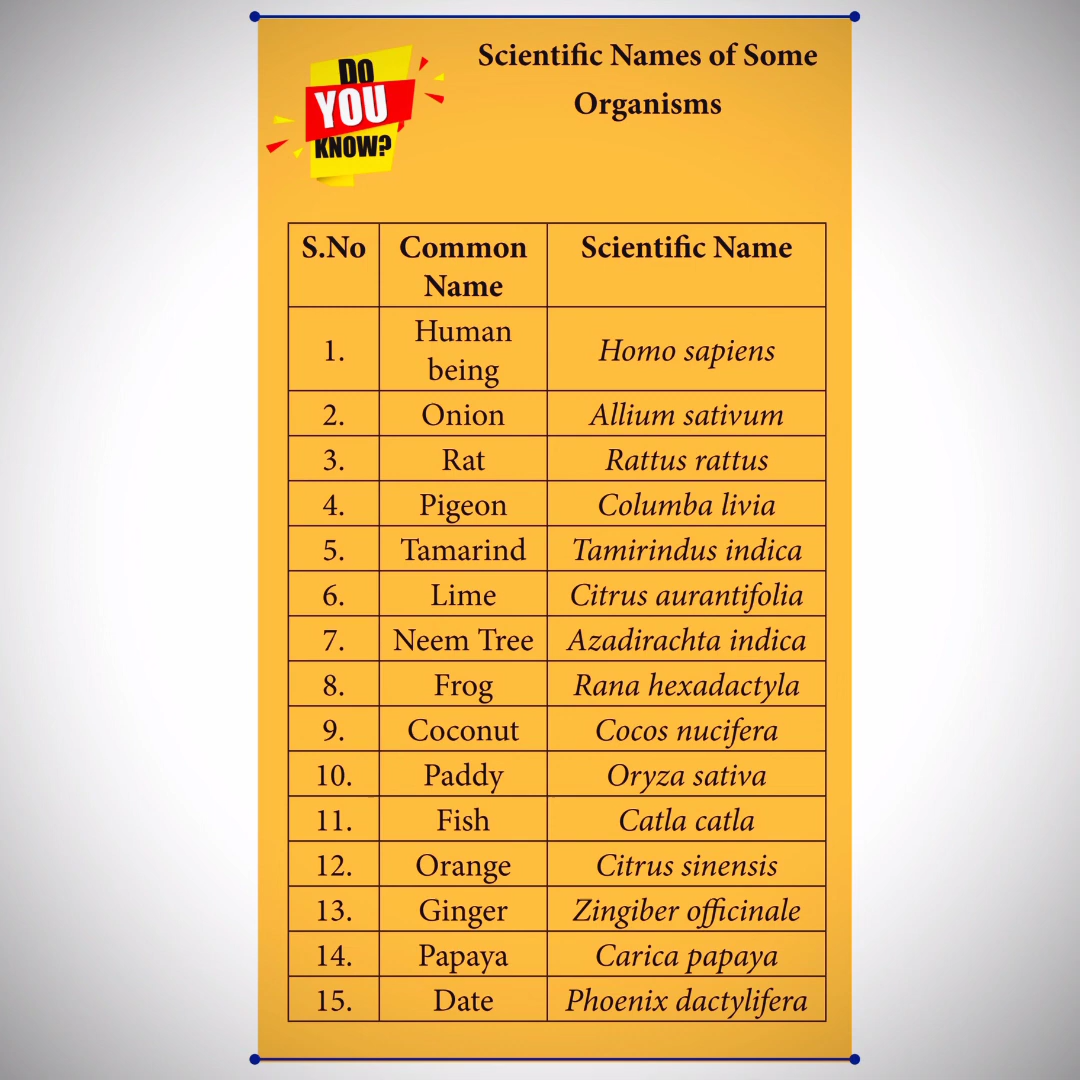 DO
YOU
KNOW?
Scientific Names of Some
Organisms
S.No Common Name Scientific Name
1. Human being Homo sapiens
2. Onion Allium sativum
3. Rat Rattus rattus
4. Pigeon Columba livia
5. Tamarind Tamirindus indica
6. Lime Citrus aurantifolia
7. Neem Tree Azadirachta indica
8. Frog Rana hexadactyla
9. Coconut Cocos nucifera
10. Paddy Oryza sativa
11. Fish Catla catla
12. Orange Citrus sinensis
13. Ginger Zingiber officinale
14. Papaya Carica papaya
15. Date Phoenix dactylifera